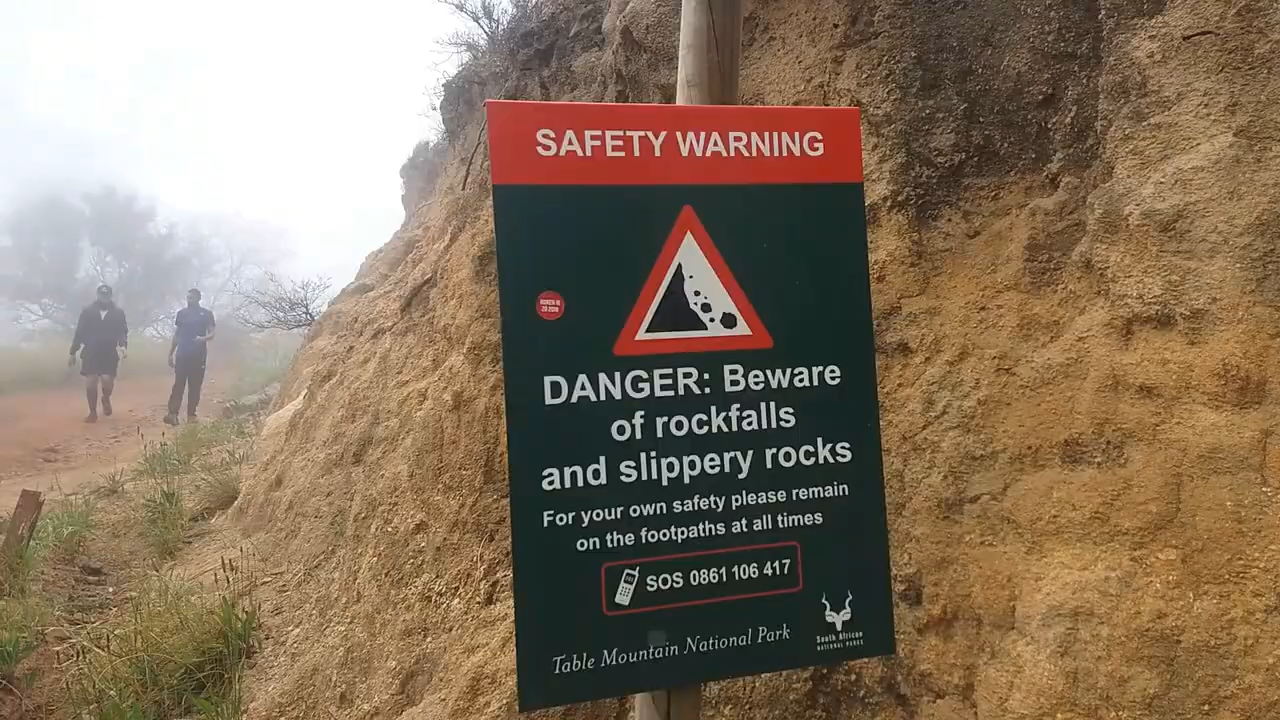 SAFETY WARNING
DANGER: Beware
of rockfalls
and slippery rocks
For your own safety please remain
on the footpaths at all times
SOS 0861 106 417
Table Mountain National Park
South African
NATIONAL PARKS